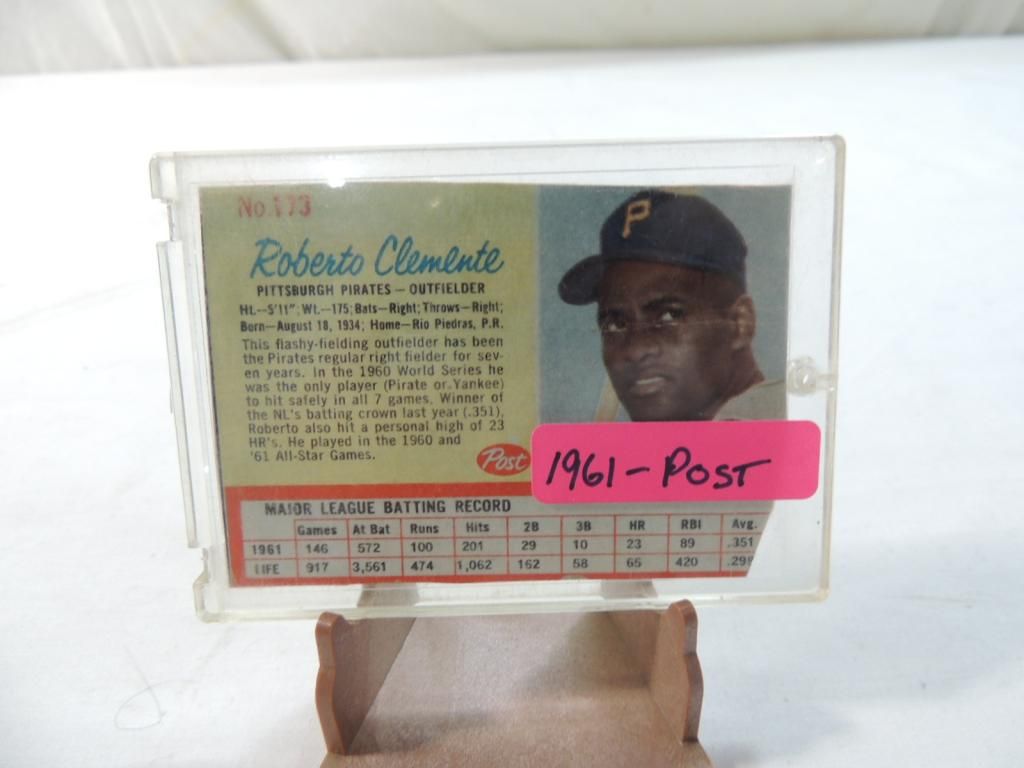 No. 173
Roberto Clemente
PITTSBURGH PIRATES — OUTFIELDER
Ht.—5'11"; Wt.—175; Bats—Right; Throws—Right;
Born—August 18, 1934; Home—Rio Piedras, P.R.
This flashy-fielding outfielder has been
the Pirates regular right fielder for sev-
en years. In the 1960 World Series he
was the only player (Pirate or Yankee)
to hit safely in all 7 games. Winner of
the NL's batting crown last year (.351),
Roberto also hit a personal high of 23
HR's. He played in the 1960 and
'61 All-Star Games.
Post
P
1961 - POST
MAJOR LEAGUE BATTING RECORD
Games At Bat Runs Hits 2B 3B HR RBI Avg.
1961 146 572 100 201 29 10 23 89 .351
LIFE 917 3,561 474 1,062 162 58 65 420